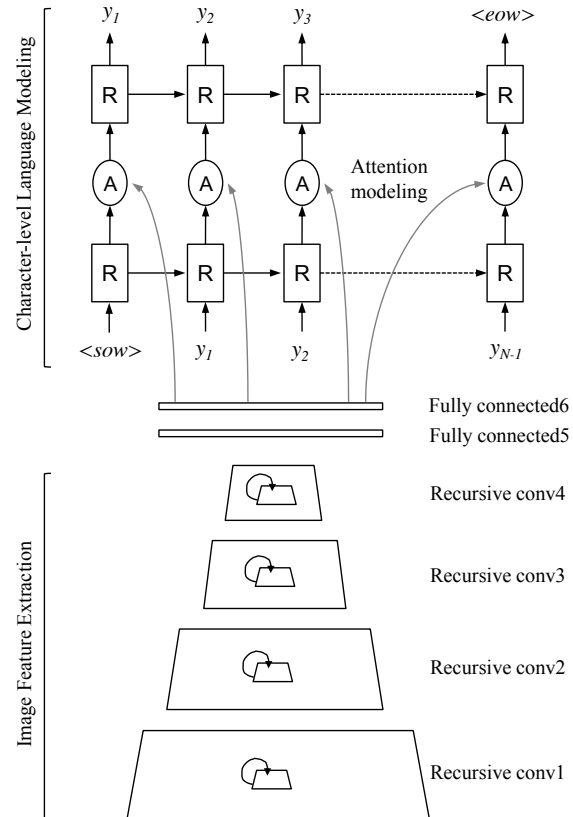 y1 y2 y3 <eow>
R R R R
A A A A
Attention
modeling
R R R R
<sow> y1 y2 yN-1
Character-level Language Modeling
Fully connected6
Fully connected5
Recursive conv4
Recursive conv3
Recursive conv2
Recursive conv1
Image Feature Extraction